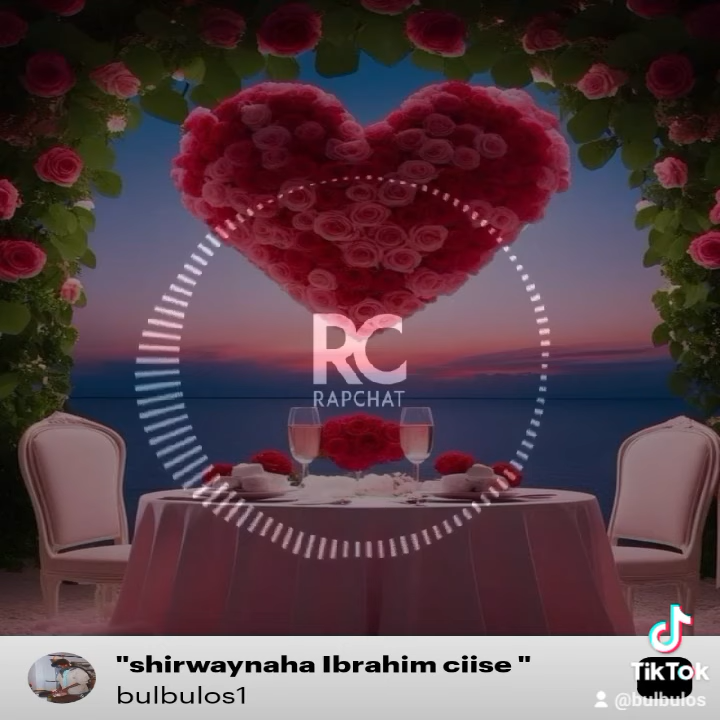 RC
RAPCHAT
"shirwaynaha Ibrahim ciise "
bulbulos1
TikTok
@bulbulos